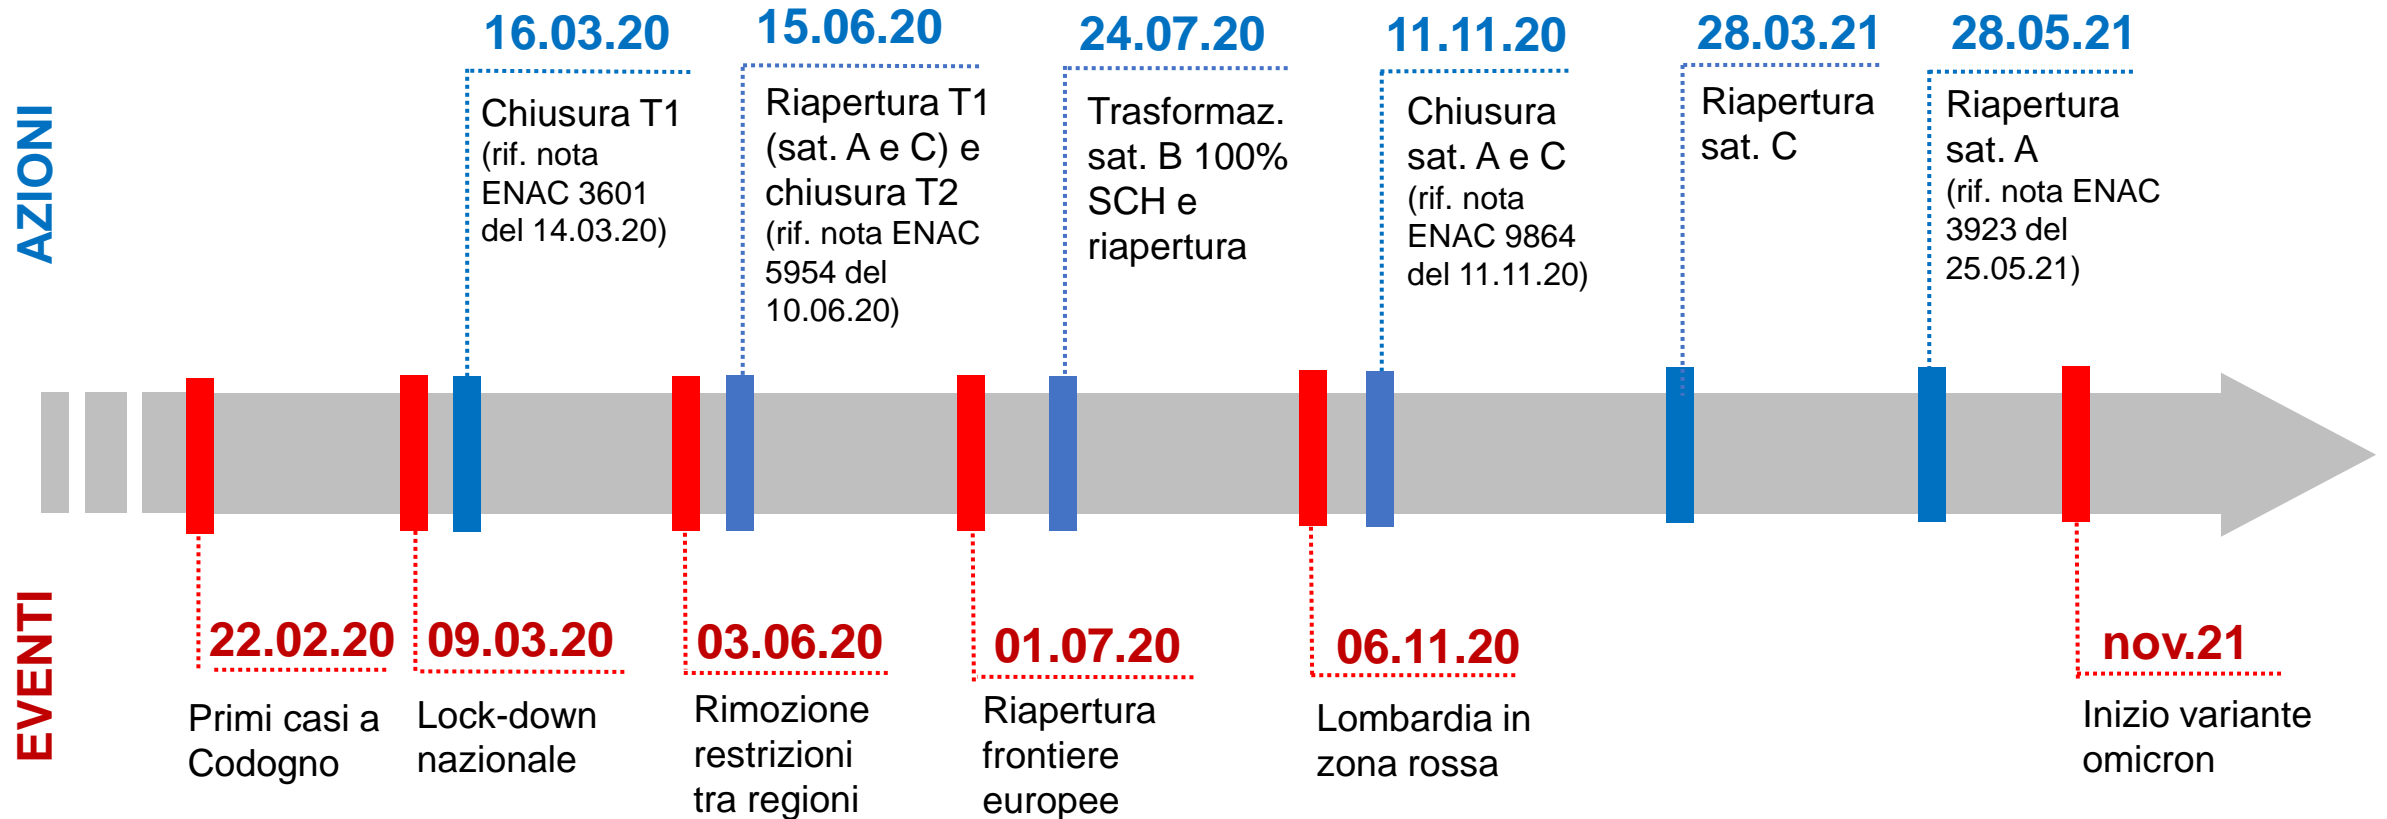 AZIONI
16.03.20
Chiusura T1
(rif. nota
ENAC 3601
del 14.03.20)
15.06.20
Riapertura T1
(sat. A e C) e
chiusura T2
(rif. nota ENAC
5954 del
10.06.20)
24.07.20
Trasformaz.
sat. B 100%
SCH e
riapertura
11.11.20
Chiusura
sat. A e C
(rif. nota
ENAC 9864
del 11.11.20)
28.03.21
Riapertura
sat. C
28.05.21
Riapertura
sat. A
(rif. nota ENAC
3923 del
25.05.21)
EVENTI
22.02.20
Primi casi a
Codogno
09.03.20
Lock-down
nazionale
03.06.20
Rimozione
restrizioni
tra regioni
01.07.20
Riapertura
frontiere
europee
06.11.20
Lombardia in
zona rossa
nov.21
Inizio variante
omicron